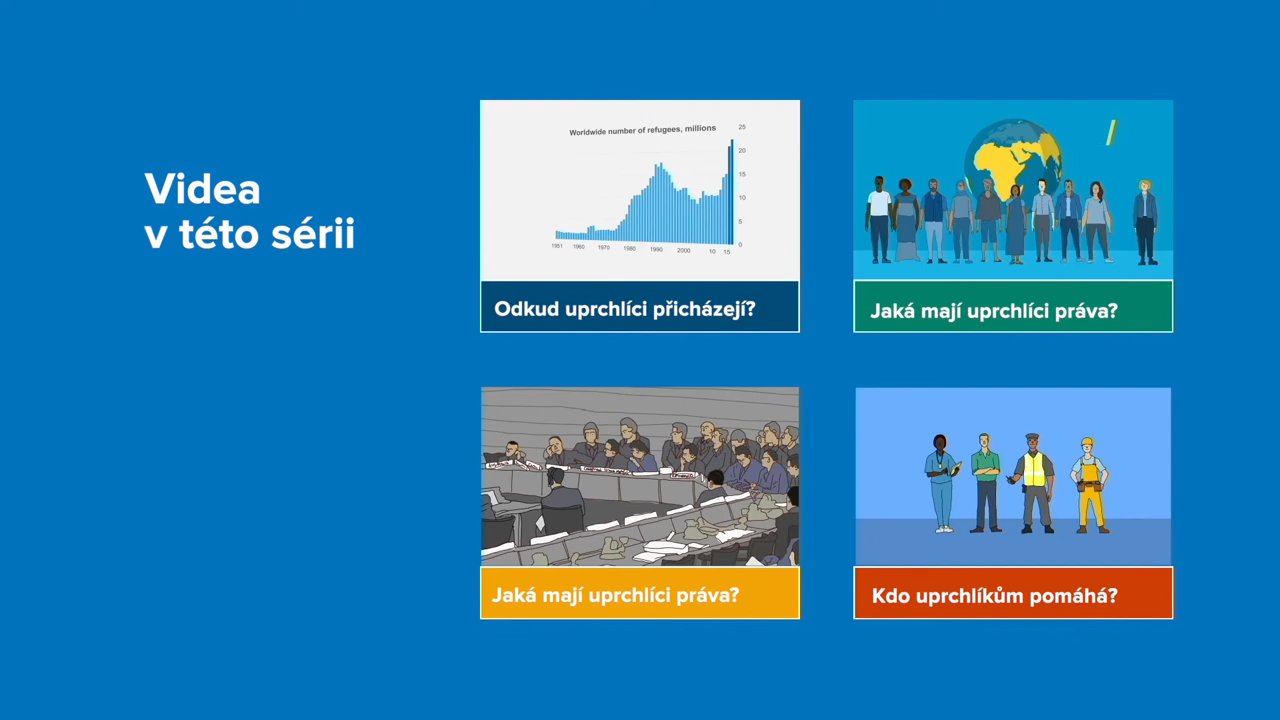 Videa
v této sérii
Worldwide number of refugees, millions
25
20
15
10
5
0
1951 1960 1970 1980 1990 2000 10 15
Odkud uprchlíci přicházejí?
Jaká mají uprchlíci práva?
Jaká mají uprchlíci práva?
Kdo uprchlíkům pomáhá?